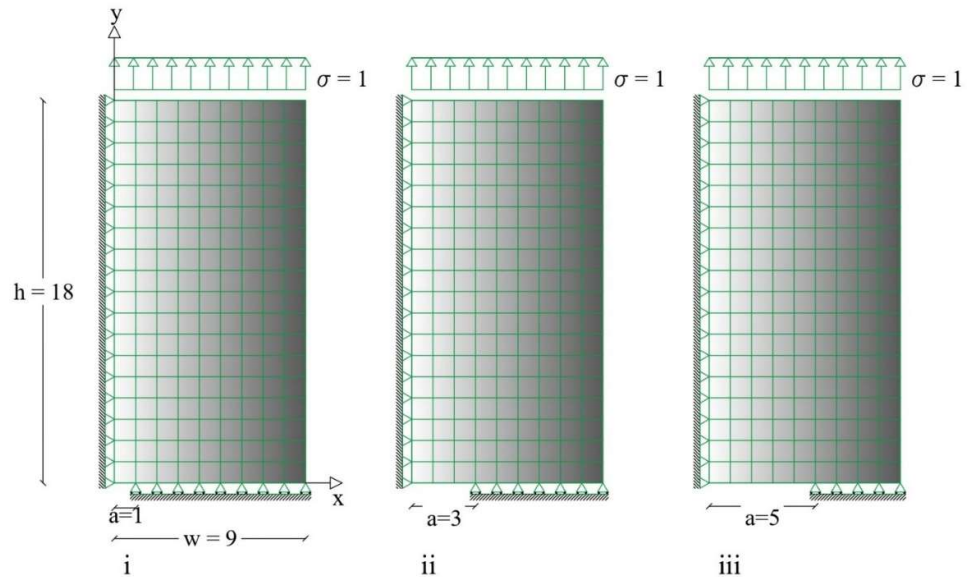 y
σ = 1
σ = 1
σ = 1
h = 18
x
a=1
a=3
a=5
w = 9
i
ii
iii